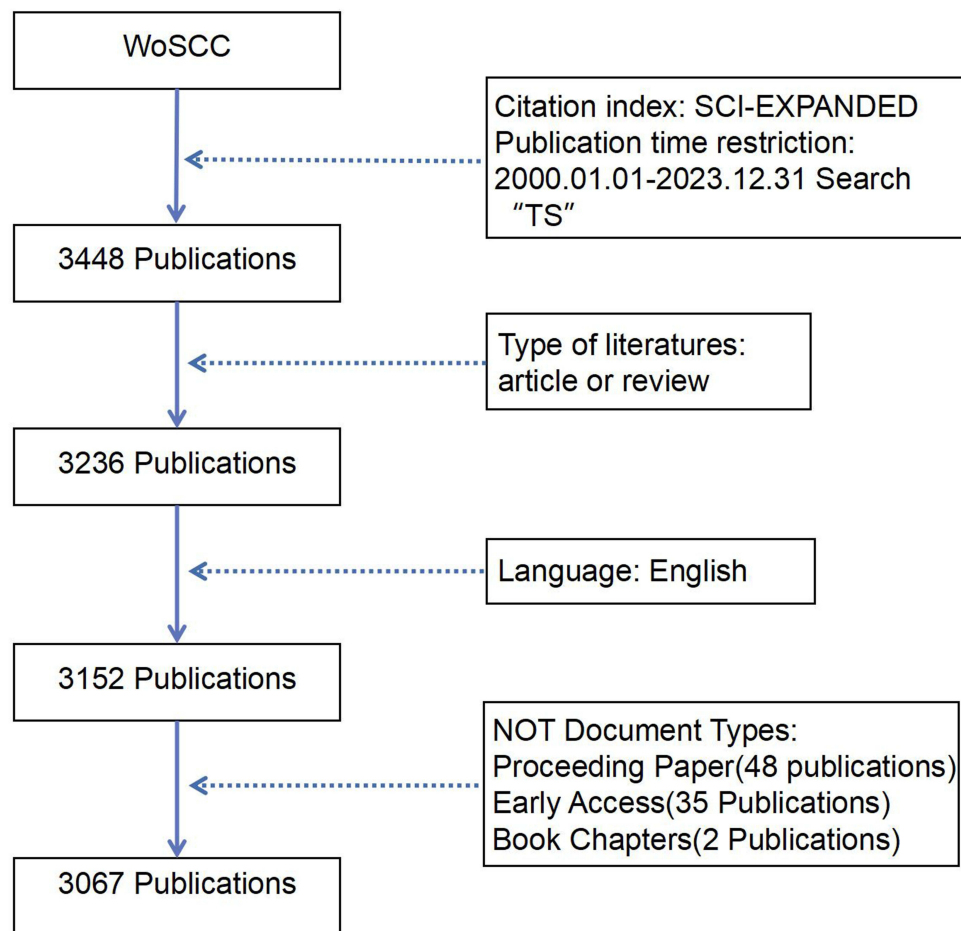 WoSCC
Citation index: SCI-EXPANDED
Publication time restriction:
2000.01.01-2023.12.31 Search
“TS”
3448 Publications
Type of literatures:
article or review
3236 Publications
Language: English
3152 Publications
NOT Document Types:
Proceeding Paper(48 publications)
Early Access(35 Publications)
Book Chapters(2 Publications)
3067 Publications